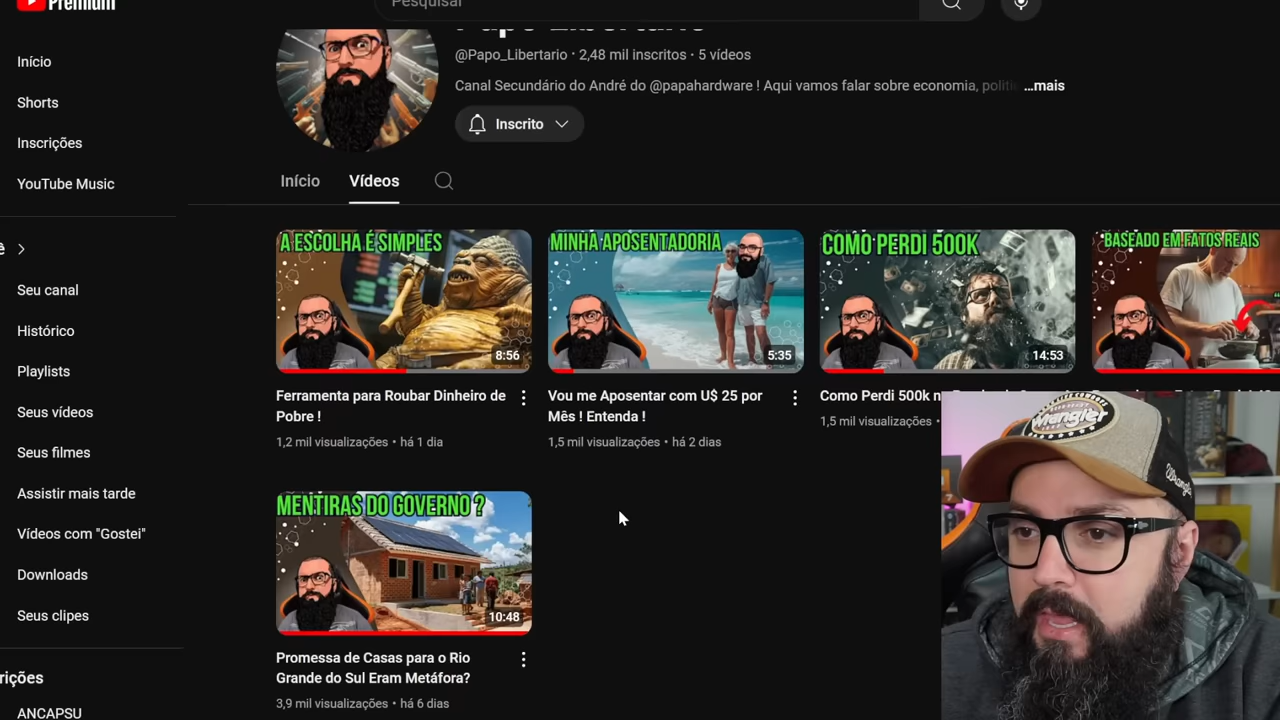 Premium
Pesquisar
Papo Libertário
@Papo_Libertario · 2,48 mil inscritos · 5 vídeos
Canal Secundário do André do @papahardware ! Aqui vamos falar sobre economia, políti ...mais
Inscrito
Início
Shorts
Inscrições
YouTube Music
Início
Vídeos
ê
Seu canal
Histórico
Playlists
Seus vídeos
Seus filmes
Assistir mais tarde
Vídeos com "Gostei"
Downloads
Seus clipes
rições
ANCAPSU
A ESCOLHA É SIMPLES
8:56
Ferramenta para Roubar Dinheiro de
Pobre !
1,2 mil visualizações • há 1 dia
MINHA APOSENTADORIA
5:35
Vou me Aposentar com U$ 25 por
Mês ! Entenda !
1,5 mil visualizações • há 2 dias
COMO PERDI 500K
14:53
Como Perdi 500k n
1,5 mil visualizações •
BASEADO EM FATOS REAIS
MENTIRAS DO GOVERNO ?
10:48
Promessa de Casas para o Rio
Grande do Sul Eram Metáfora?
3,9 mil visualizações • há 6 dias
Wrangler
Wrangler